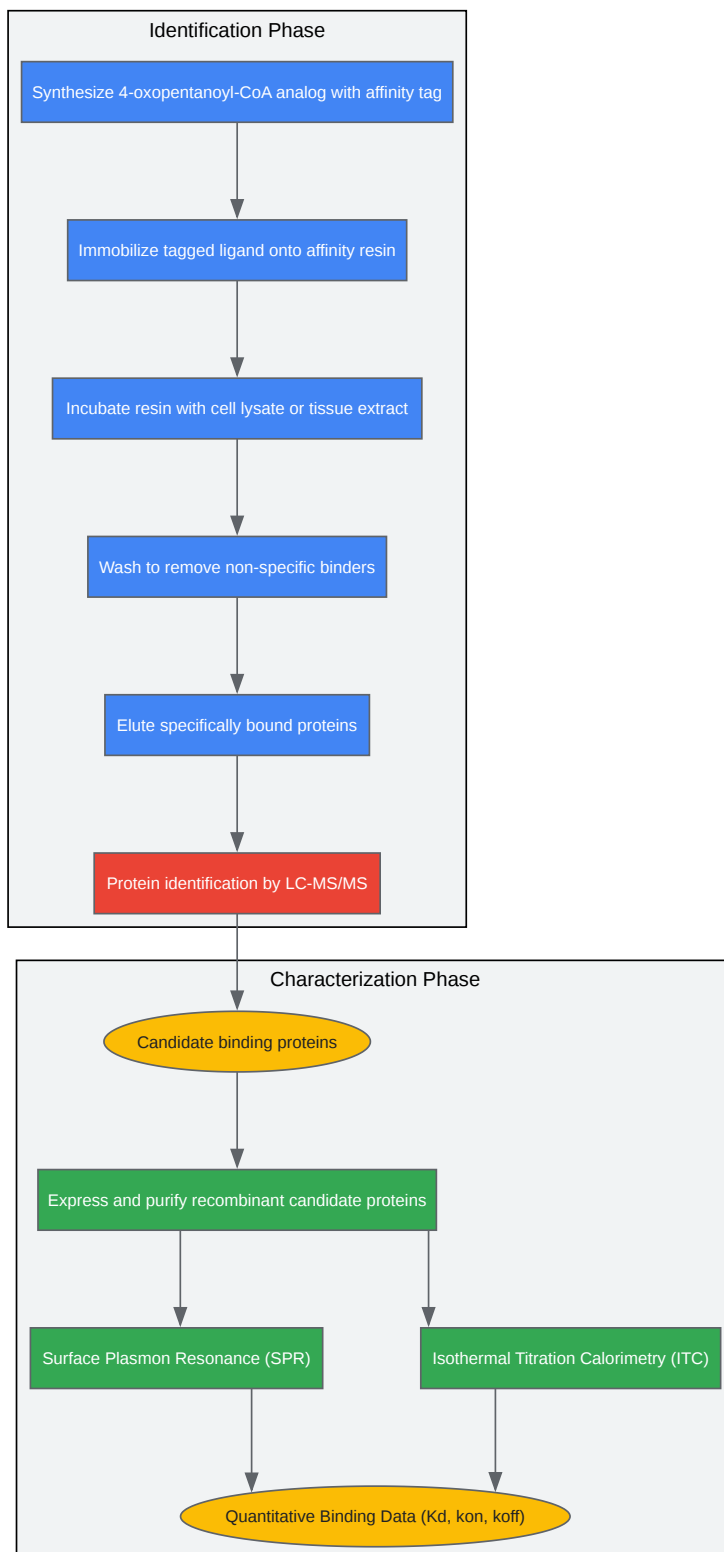 Identification Phase
Synthesize 4-oxopentanoyl-CoA analog with affinity tag
Immobilize tagged ligand onto affinity resin
Incubate resin with cell lysate or tissue extract
Wash to remove non-specific binders
Elute specifically bound proteins
Protein identification by LC-MS/MS
Characterization Phase
Candidate binding proteins
Express and purify recombinant candidate proteins
Surface Plasmon Resonance (SPR)
Isothermal Titration Calorimetry (ITC)
Quantitative Binding Data (Kd, kon, koff)